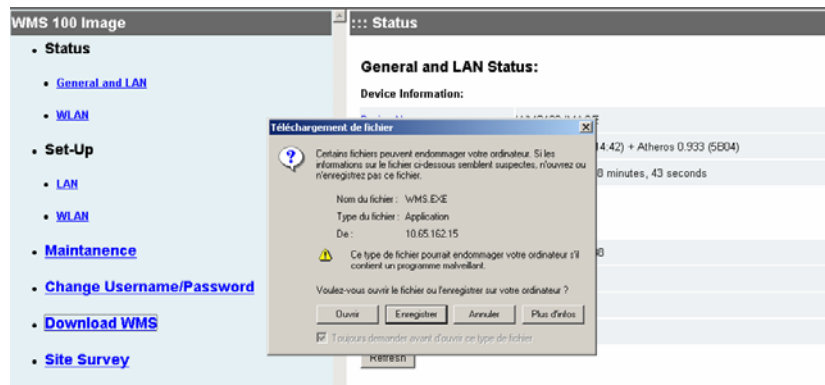 WMS 100 Image
::: Status
• Status
• General and LAN
• WLAN
• Set-Up
• LAN
• WLAN
• Maintanence
• Change Username/Password
• Download WMS
• Site Survey
General and LAN Status:
Device Information:
14.42) + Atheros 0.933 (5B04)
minutes, 43 seconds
Téléchargement de fichier
Certains fichiers peuvent endommager votre ordinateur. Si les
informations sur le fichier ci-dessous semblent suspectes, n'ouvrez ou
n'enregistrez pas ce fichier.
Nom du fichier : WMS.EXE
Type du fichier : Application
De : 10.65.162.15
Ce type de fichier pourrait endommager votre ordinateur s'il
contient un programme malveillant.
Voulez-vous ouvrir le fichier ou l'enregistrer sur votre ordinateur ?
Ouvrir Enregistrer Annuler Plus d'infos
Toujours demander avant d'ouvrir ce type de fichier
Refresh